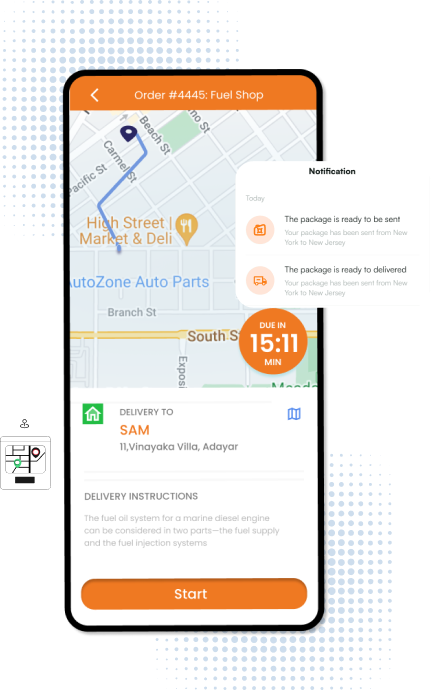 Order #4445: Fuel Shop
Beach St
no St
Carmel St
Pacific St
High Street |
Market & Deli
AutoZone Auto Parts
Branch St
South S
Exposi
Meado
Notification
Today
The package is ready to be sent
Your package has been sent from New
York to New Jersey
The package is ready to delivered
Your package has been sent from New
York to New Jersey
DUE IN
15:11
MIN
DELIVERY TO
SAM
11,Vinayaka Villa, Adayar
DELIVERY INSTRUCTIONS
The fuel oil system for a marine diesel engine
can be considered in two parts—the fuel supply
and the fuel injection systems
Start